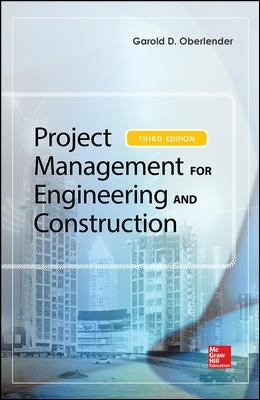 Garold D. Oberlender
Project
THIRD EDITION
Management FOR
Engineering AND
Construction
Mc
Graw
Hill
Education